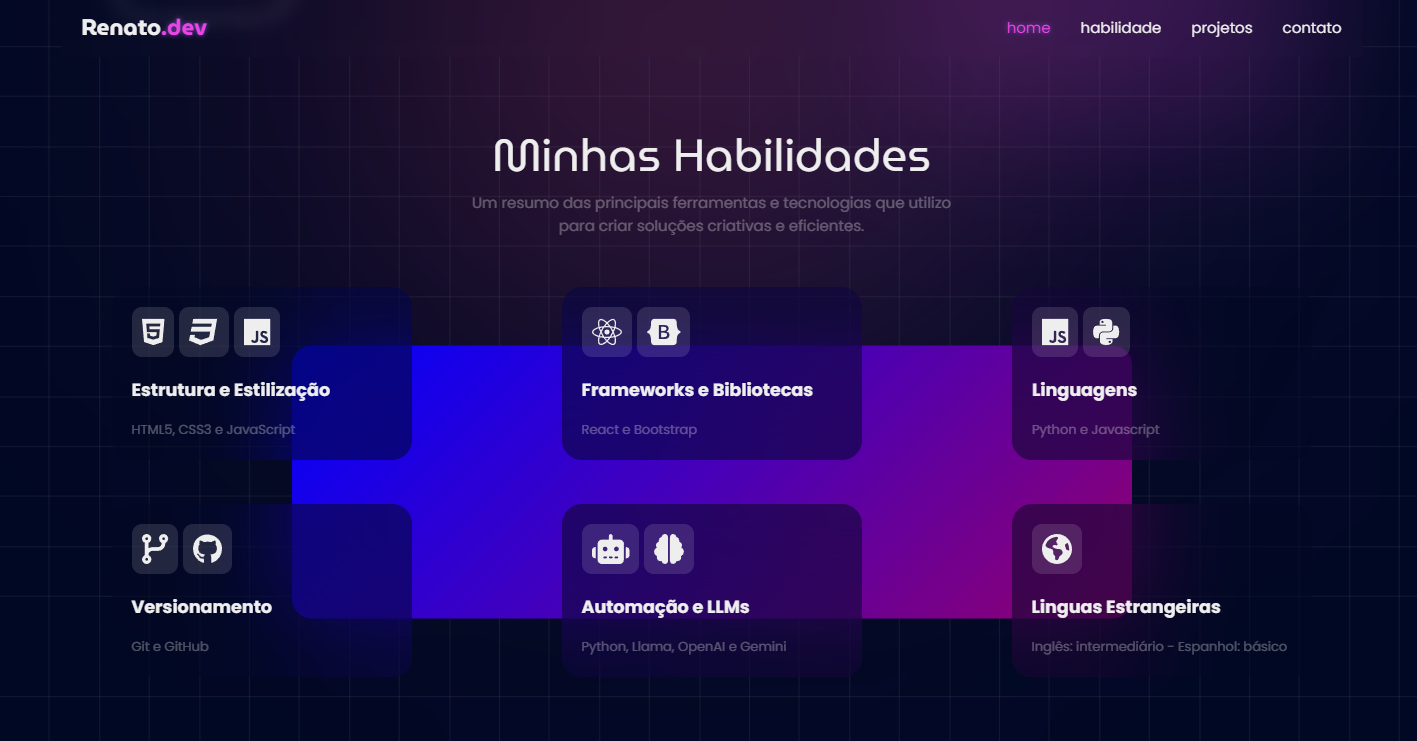 Renato.dev
home habilidade projetos contato
Minhas Habilidades
Um resumo das principais ferramentas e tecnologias que utilizo
para criar soluções criativas e eficientes.
JS
Estrutura e Estilização
HTML5, CSS3 e JavaScript
B
Frameworks e Bibliotecas
React e Bootstrap
JS
Linguagens
Python e Javascript
Versionamento
Git e GitHub
Automação e LLMs
Python, Llama, OpenAI e Gemini
Linguas Estrangeiras
Inglês: intermediário - Espanhol: básico